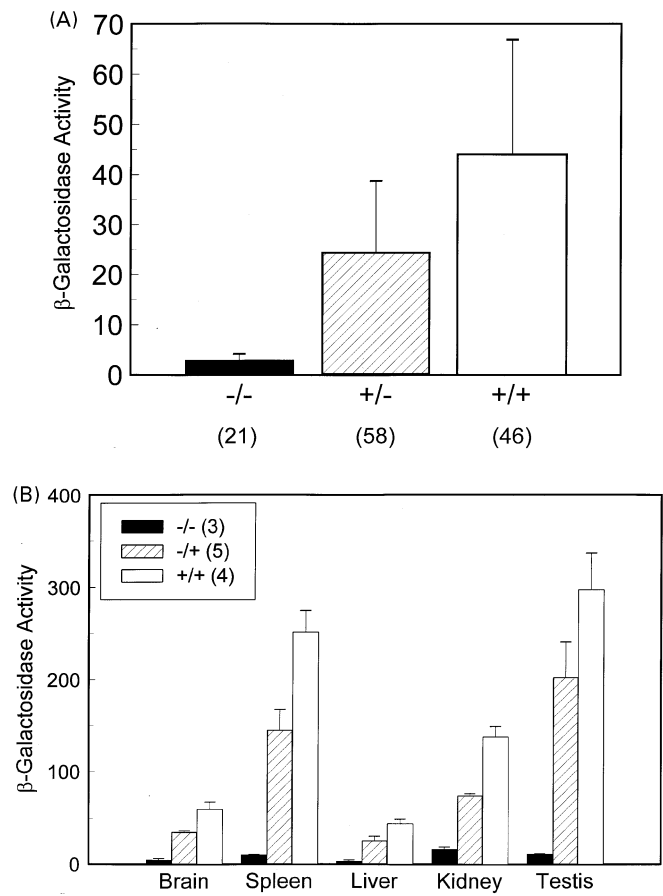 (A)
β-Galactosidase Activity
70
60
50
40
30
20
10
0
-/- +/- +/+
(21) (58) (46)
(B)
β-Galactosidase Activity
400
300
200
100
0
-/- (3)
-/+ (5)
+/+ (4)
Brain Spleen Liver Kidney Testis